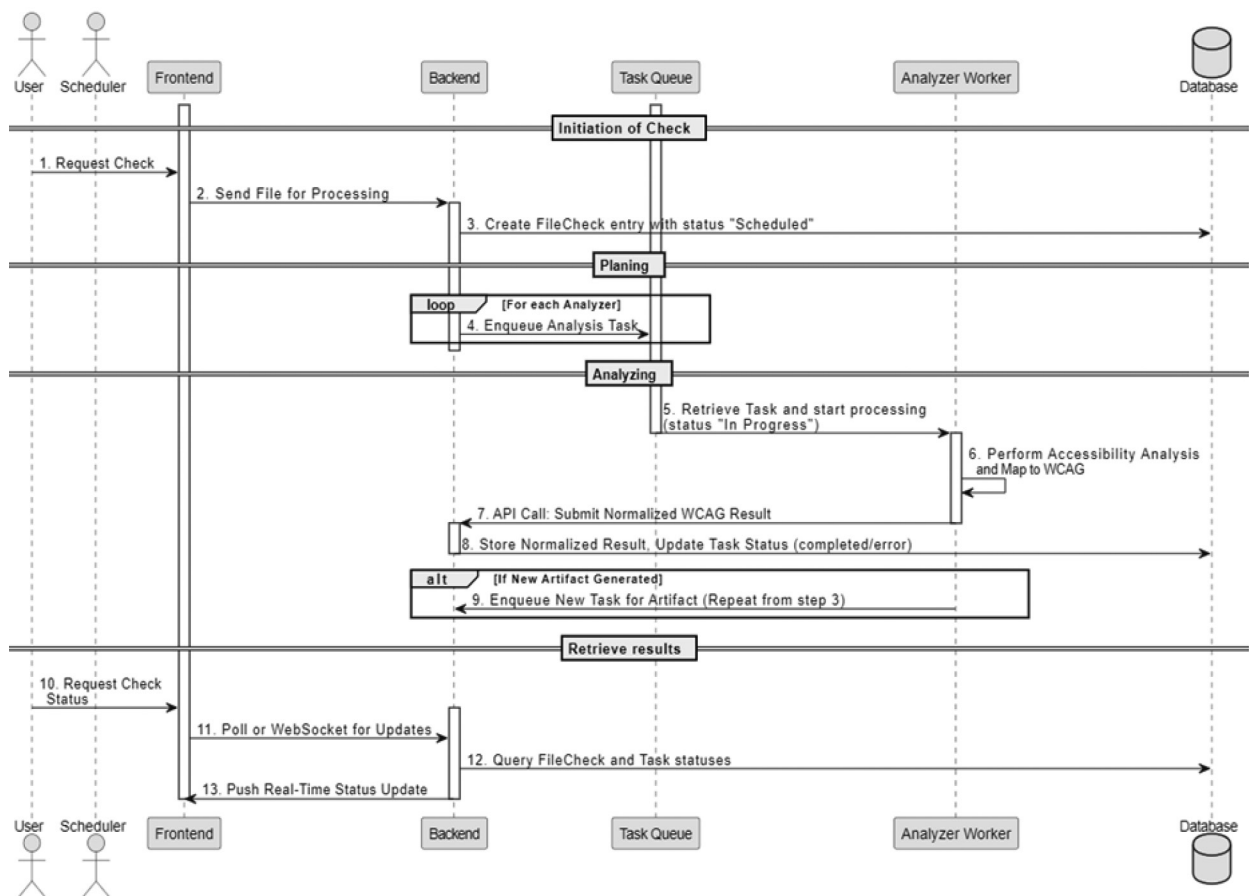 User
Scheduler
Frontend
Backend
Task Queue
Analyzer Worker
Database
Initiation of Check
1. Request Check
2. Send File for Processing
3. Create FileCheck entry with status "Scheduled"
Planing
loop
[For each Analyzer]
4. Enqueue Analysis Task
Analyzing
5. Retrieve Task and start processing
(status "In Progress")
6. Perform Accessibility Analysis
and Map to WCAG
7. API Call: Submit Normalized WCAG Result
8. Store Normalized Result, Update Task Status (completed/error)
alt
[If New Artifact Generated]
9. Enqueue New Task for Artifact (Repeat from step 3)
Retrieve results
10. Request Check
Status
11. Poll or WebSocket for Updates
12. Query FileCheck and Task statuses
13. Push Real-Time Status Update
User
Scheduler
Frontend
Backend
Task Queue
Analyzer Worker
Database